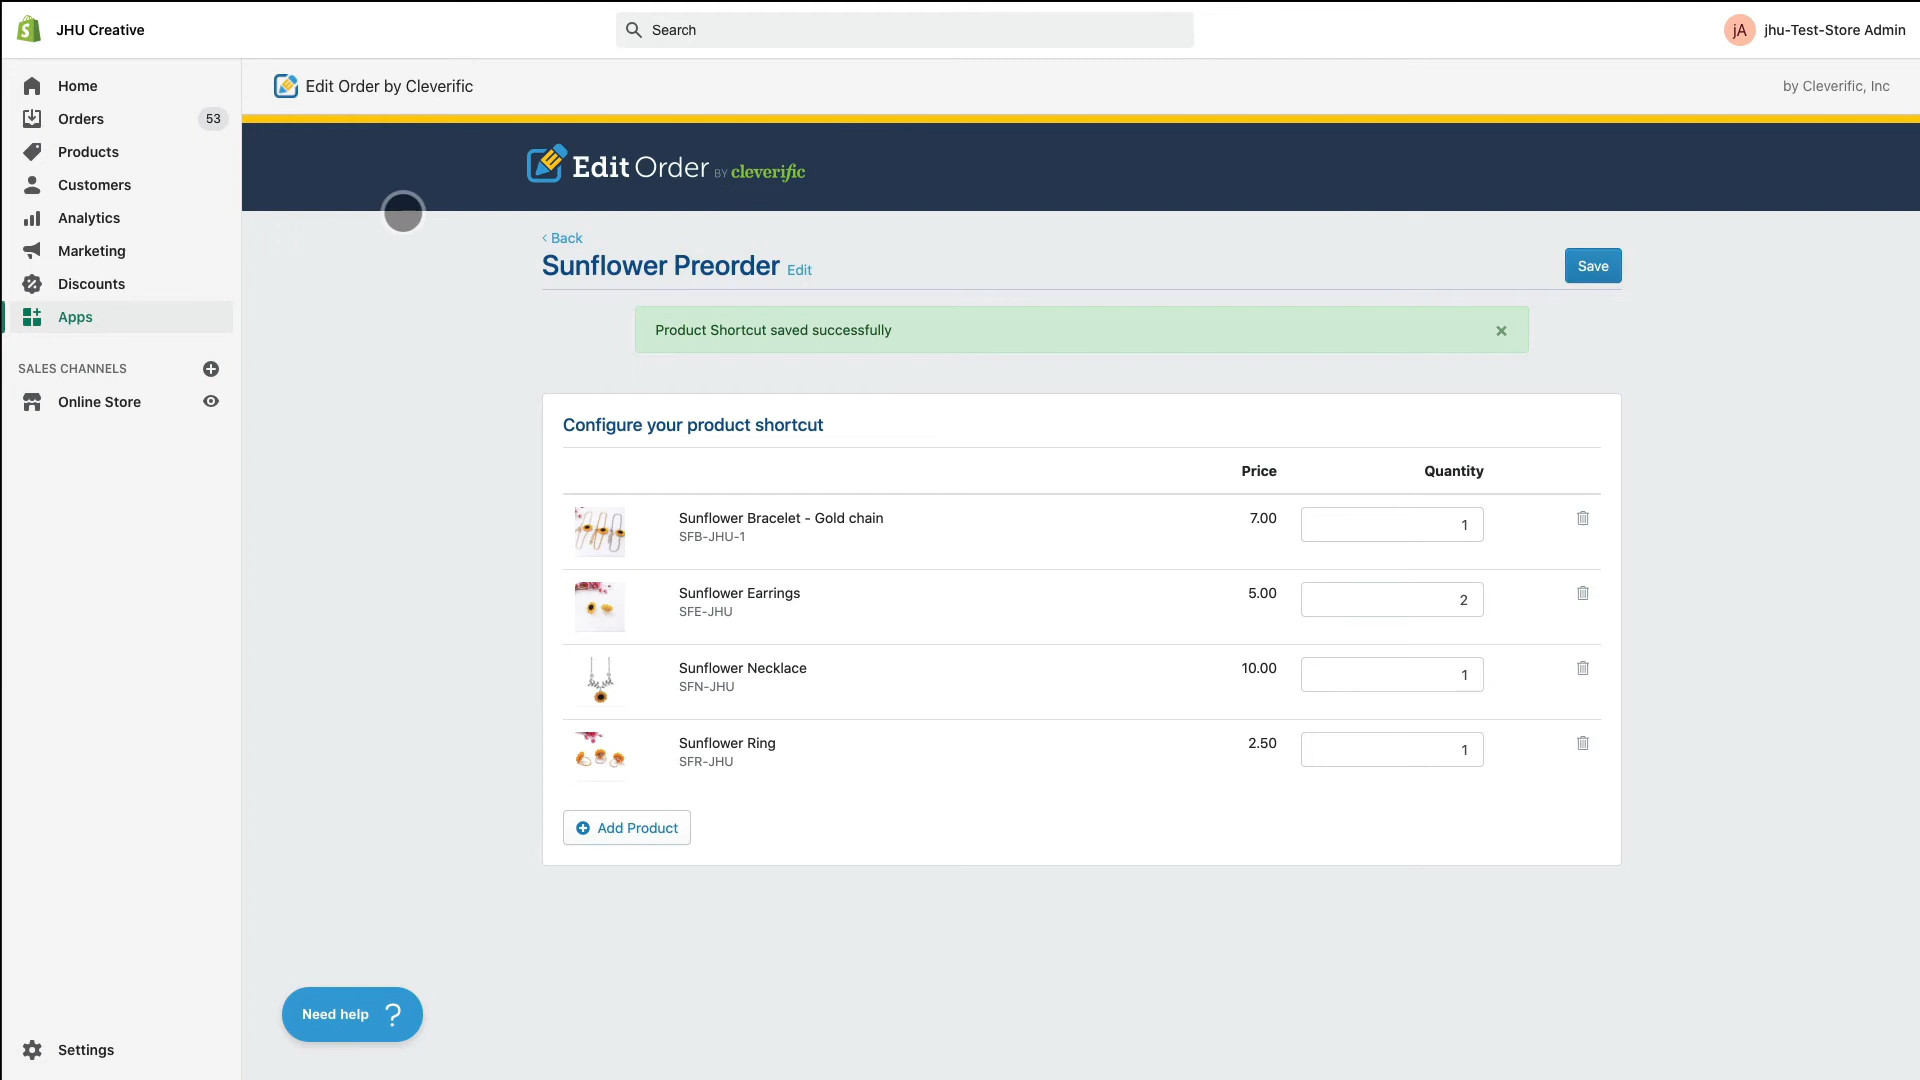 JHU Creative
Search
jA
jhu-Test-Store Admin
Home
Orders
53
Products
Customers
Analytics
Marketing
Discounts
Apps
SALES CHANNELS
Online Store
Settings
Edit Order by Cleverific
by Cleverific, Inc
Edit Order BY cleverific
‹ Back
Sunflower Preorder Edit
Save
Product Shortcut saved successfully
×
Configure your product shortcut
Price Quantity
Sunflower Bracelet - Gold chain 7.00 1
SFB-JHU-1
Sunflower Earrings 5.00 2
SFE-JHU
Sunflower Necklace 10.00 1
SFN-JHU
Sunflower Ring 2.50 1
SFR-JHU
Add Product
Need help ?